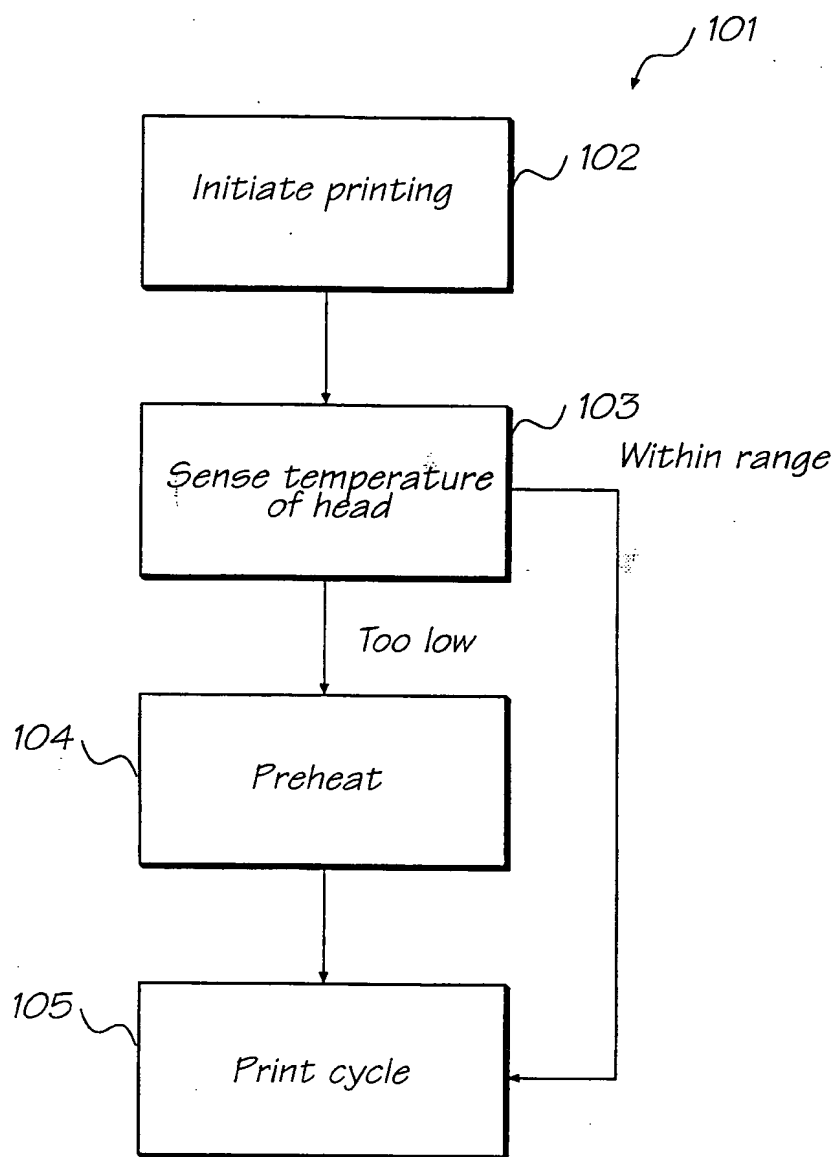 101
102
Initiate printing
103
Within range
Sense temperature
of head
Too low
104
Preheat
105
Print cycle